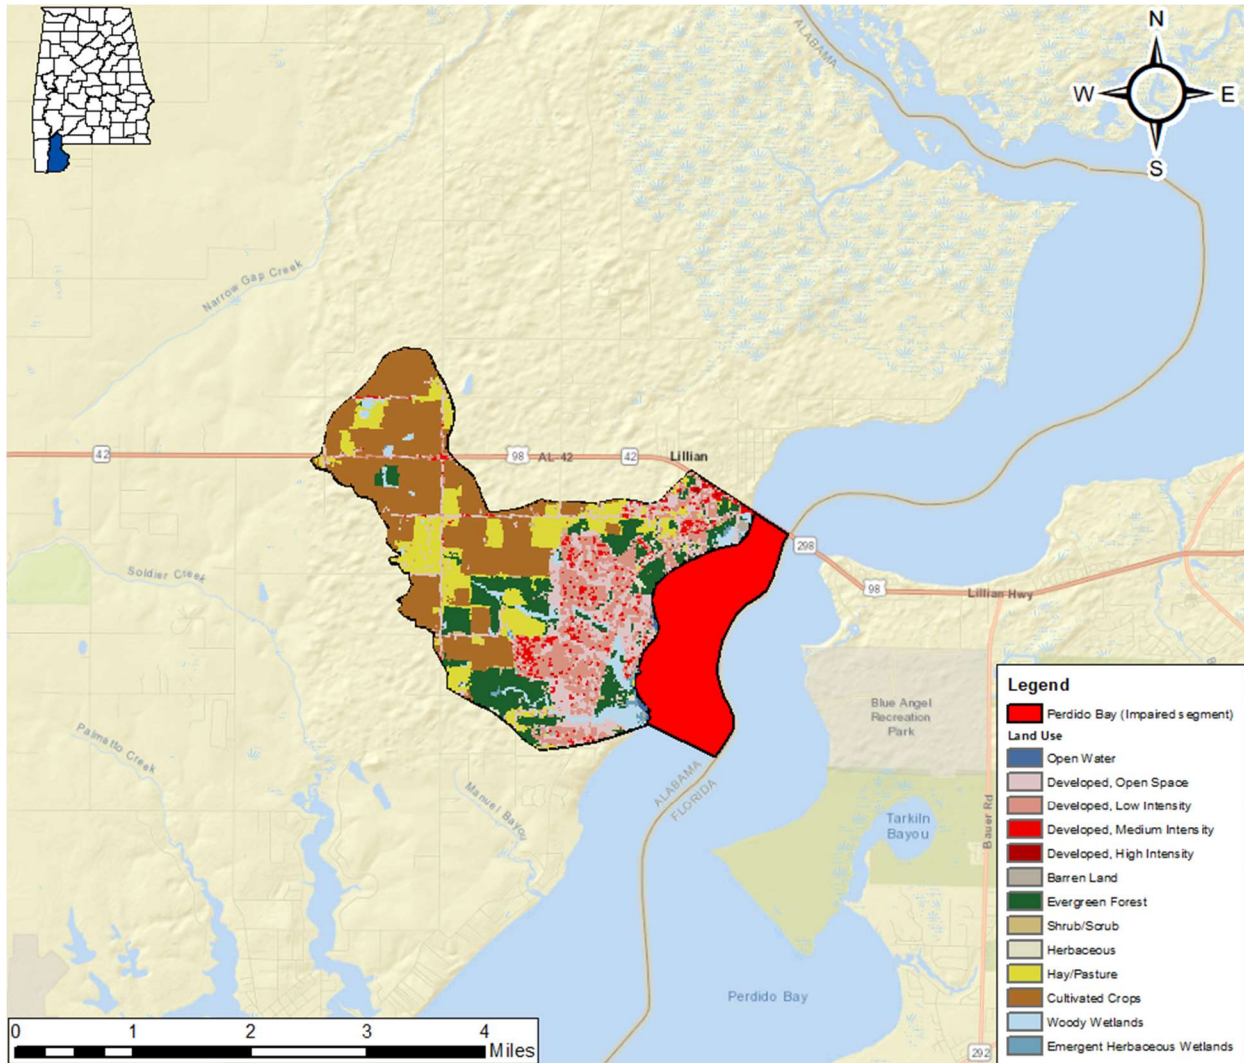 N
W
E
S
ALABAMA
Narrow Gap Creek
42
98
AL-42
42
Lillian
298
98
Lillian Hwy
Soldier Creek
Palmatto Creek
Manuel Bayou
ALABAMA
FLORIDA
Blue Angel
Recreation
Park
Tarkiln
Bayou
Bauer Rd
Perdido Bay
292
Legend
Perdido Bay (Impaired segment)
Land Use
Open Water
Developed, Open Space
Developed, Low Intensity
Developed, Medium Intensity
Developed, High Intensity
Barren Land
Evergreen Forest
Shrub/Scrub
Herbaceous
Hay/Pasture
Cultivated Crops
Woody Wetlands
Emergent Herbaceous Wetlands
0 1 2 3 4
Miles